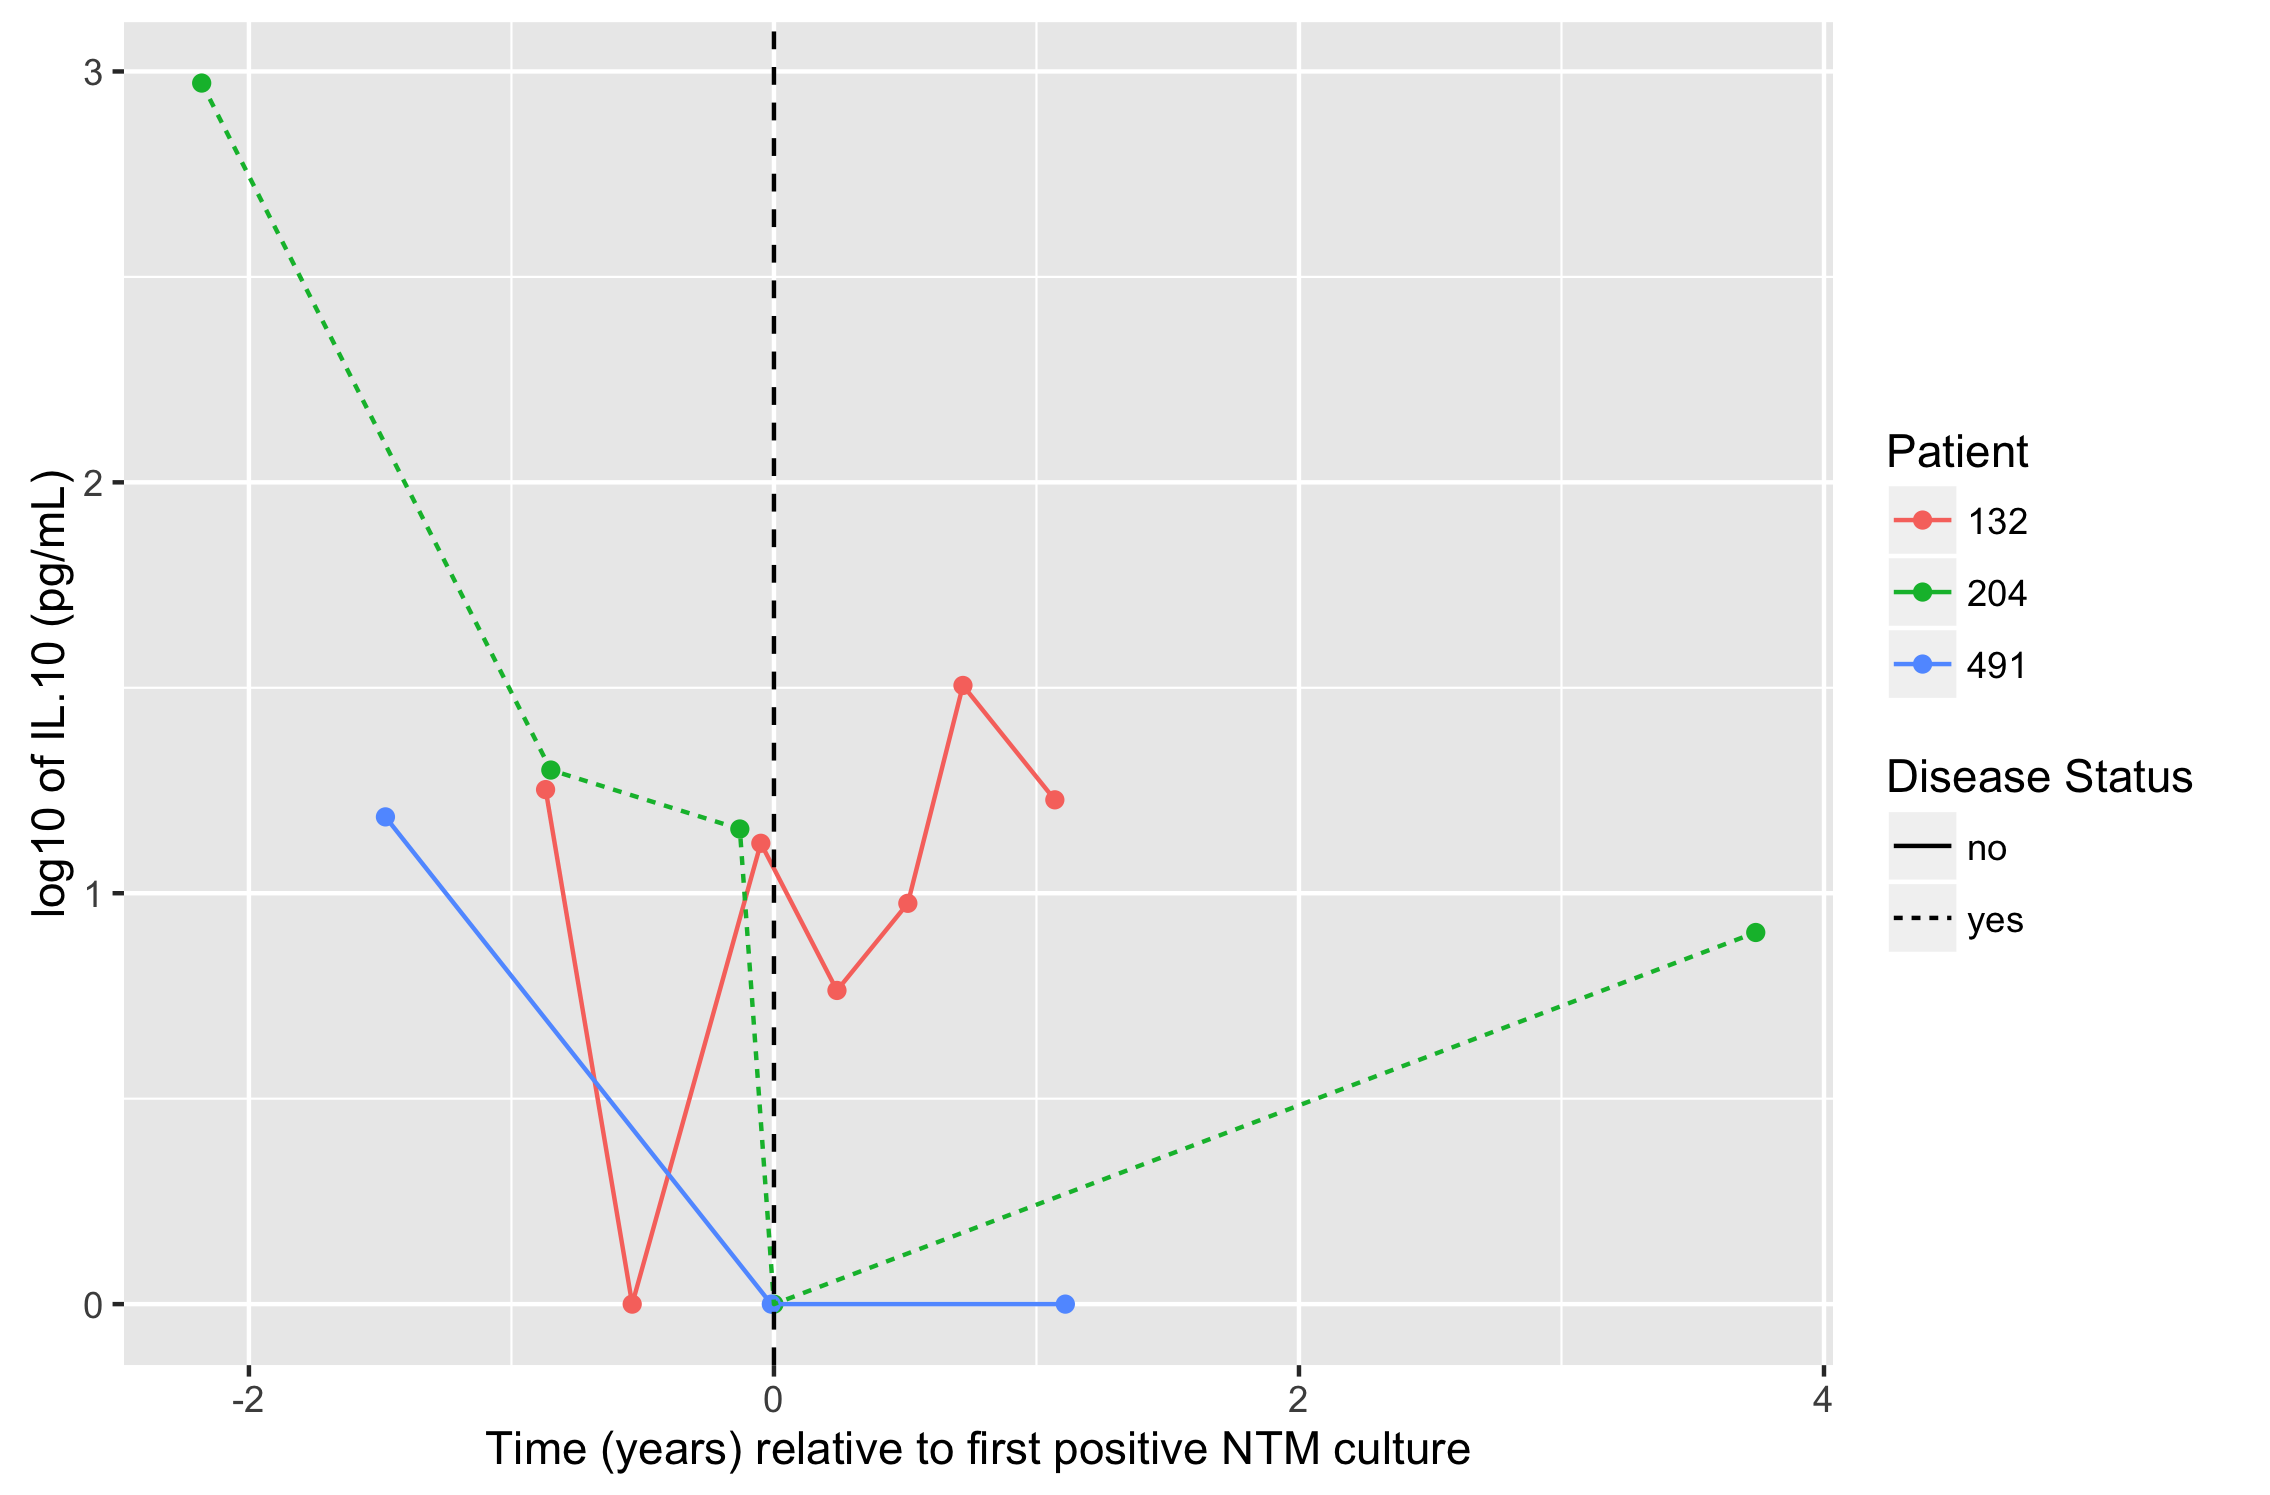 log10 of IL.10 (pg/mL)
3
2
1
0
-2 0 2 4
Time (years) relative to first positive NTM culture
Patient
132
204
491
Disease Status
no
yes